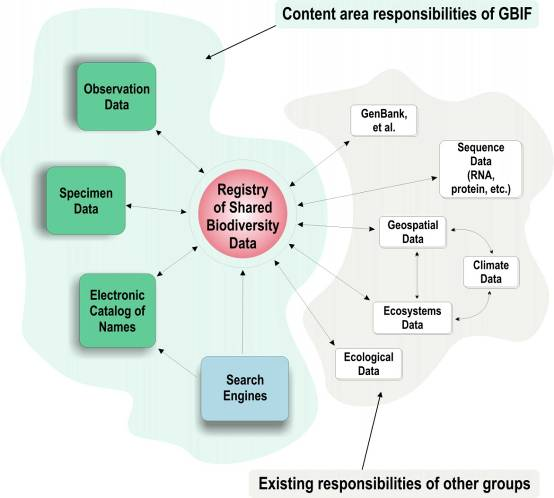 Content area responsibilities of GBIF
Observation
Data
GenBank,
et al.
Sequence
Data
(RNA,
protein, etc.)
Specimen
Data
Registry
of Shared
Biodiversity
Data
Geospatial
Data
Climate
Data
Electronic
Catalog of
Names
Ecosystems
Data
Ecological
Data
Search
Engines
Existing responsibilities of other groups